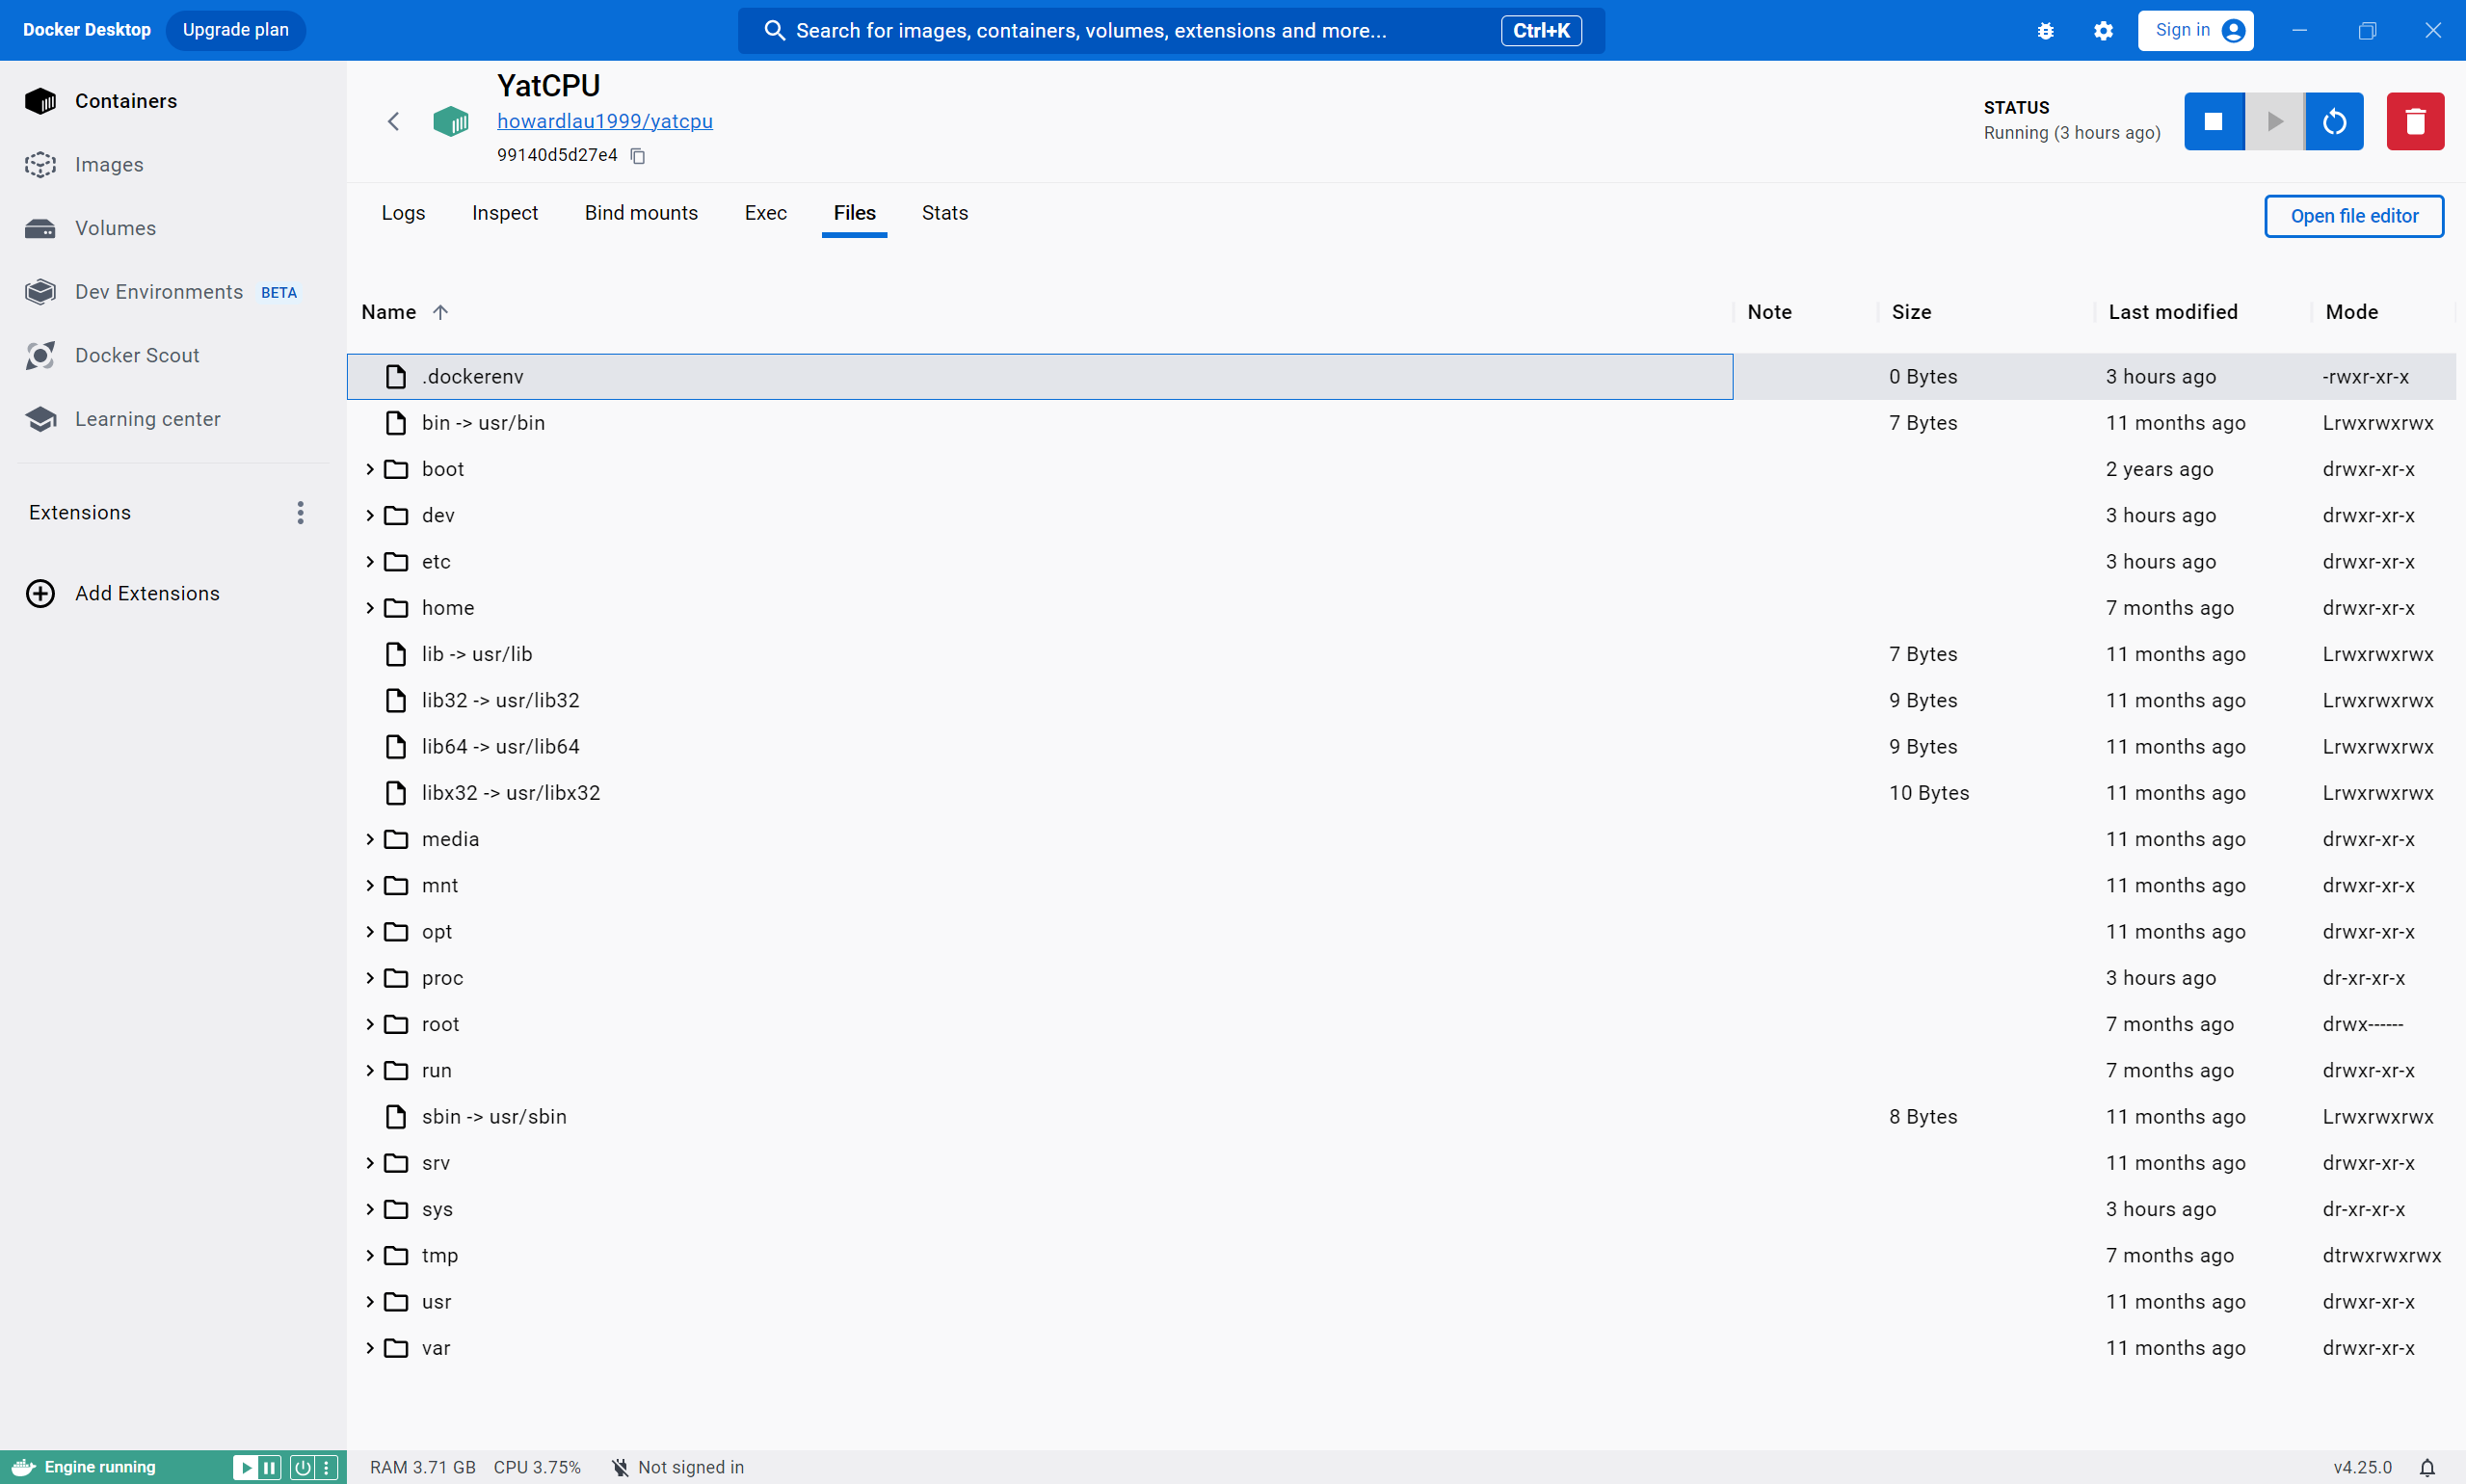 Docker Desktop Upgrade plan Search for images, containers, volumes, extensions and more... Ctrl+K Sign in
Containers
Images
Volumes
Dev Environments BETA
Docker Scout
Learning center
Extensions
Add Extensions
YatCPU
howardlau1999/yatcpu
99140d5d27e4
STATUS
Running (3 hours ago)
Logs Inspect Bind mounts Exec Files Stats Open file editor
Name Note Size Last modified Mode
.dockerenv 0 Bytes 3 hours ago -rwxr-xr-x
bin -> usr/bin 7 Bytes 11 months ago Lrwxrwxrwx
boot 2 years ago drwxr-xr-x
dev 3 hours ago drwxr-xr-x
etc 3 hours ago drwxr-xr-x
home 7 months ago drwxr-xr-x
lib -> usr/lib 7 Bytes 11 months ago Lrwxrwxrwx
lib32 -> usr/lib32 9 Bytes 11 months ago Lrwxrwxrwx
lib64 -> usr/lib64 9 Bytes 11 months ago Lrwxrwxrwx
libx32 -> usr/libx32 10 Bytes 11 months ago Lrwxrwxrwx
media 11 months ago drwxr-xr-x
mnt 11 months ago drwxr-xr-x
opt 11 months ago drwxr-xr-x
proc 3 hours ago dr-xr-xr-x
root 7 months ago drwx------
run 7 months ago drwxr-xr-x
sbin -> usr/sbin 8 Bytes 11 months ago Lrwxrwxrwx
srv 11 months ago drwxr-xr-x
sys 3 hours ago dr-xr-xr-x
tmp 7 months ago dtrwxrwxrwx
usr 11 months ago drwxr-xr-x
var 11 months ago drwxr-xr-x
Engine running RAM 3.71 GB CPU 3.75% Not signed in v4.25.0